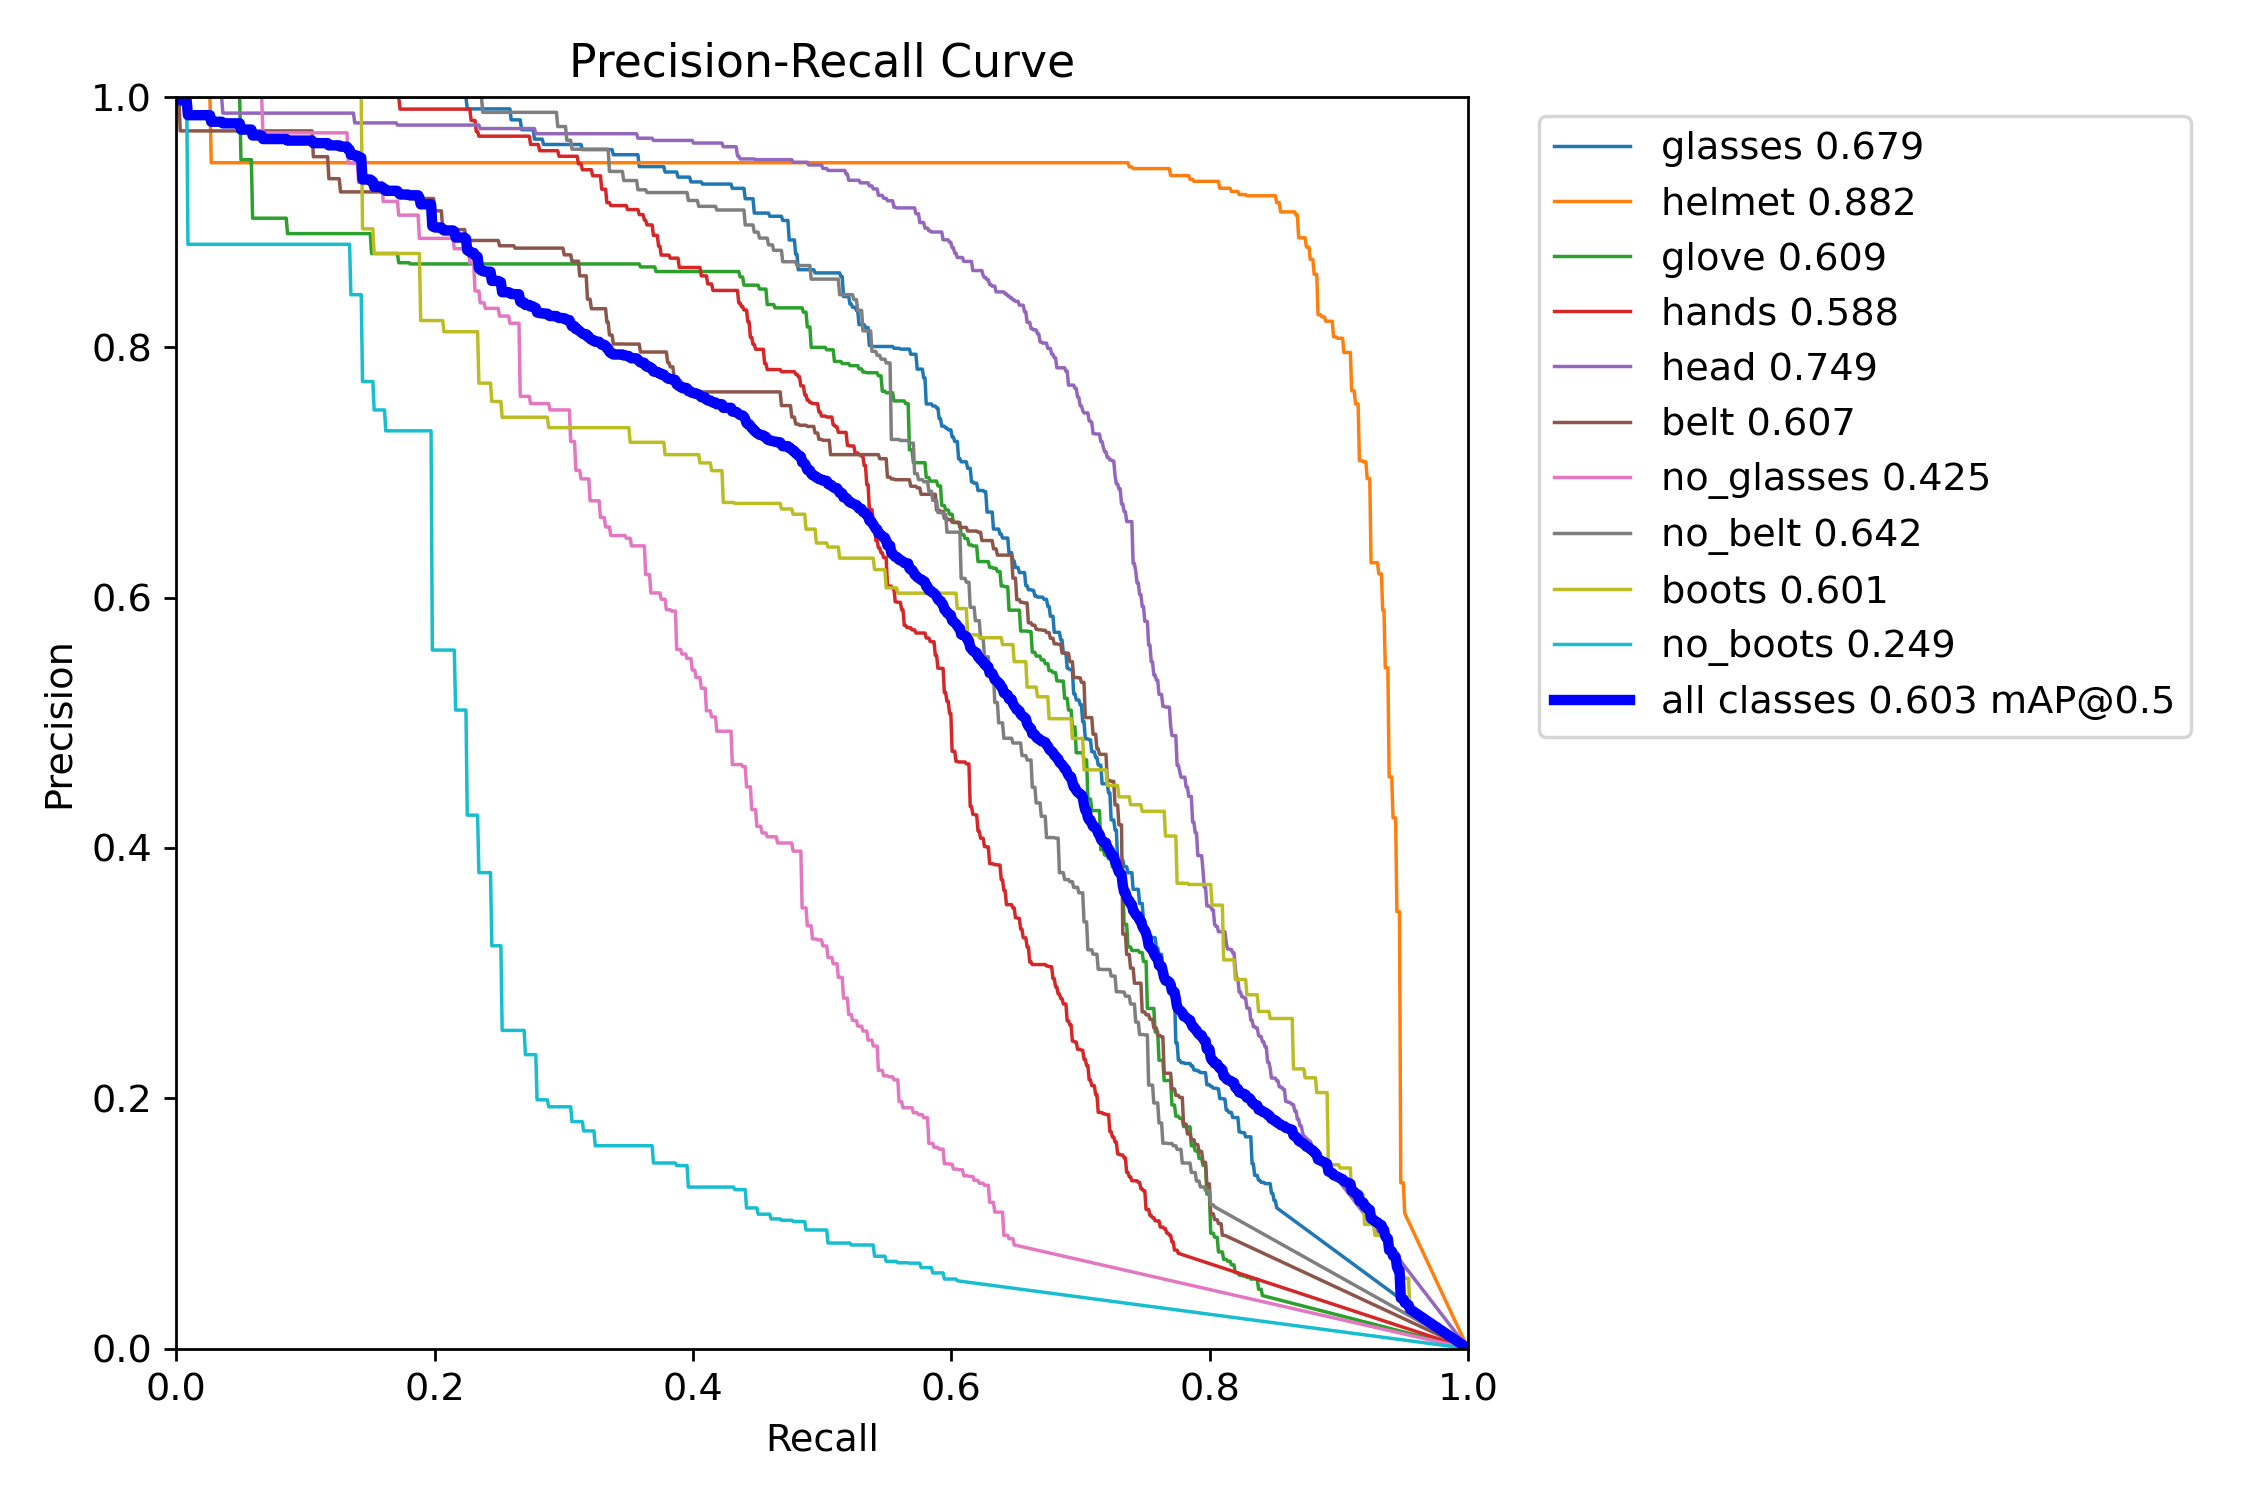 Precision-Recall Curve
1.0
0.8
0.6
0.4
0.2
0.0
Precision
0.0 0.2 0.4 0.6 0.8 1.0
Recall
glasses 0.679
helmet 0.882
glove 0.609
hands 0.588
head 0.749
belt 0.607
no_glasses 0.425
no_belt 0.642
boots 0.601
no_boots 0.249
all classes 0.603 mAP@0.5